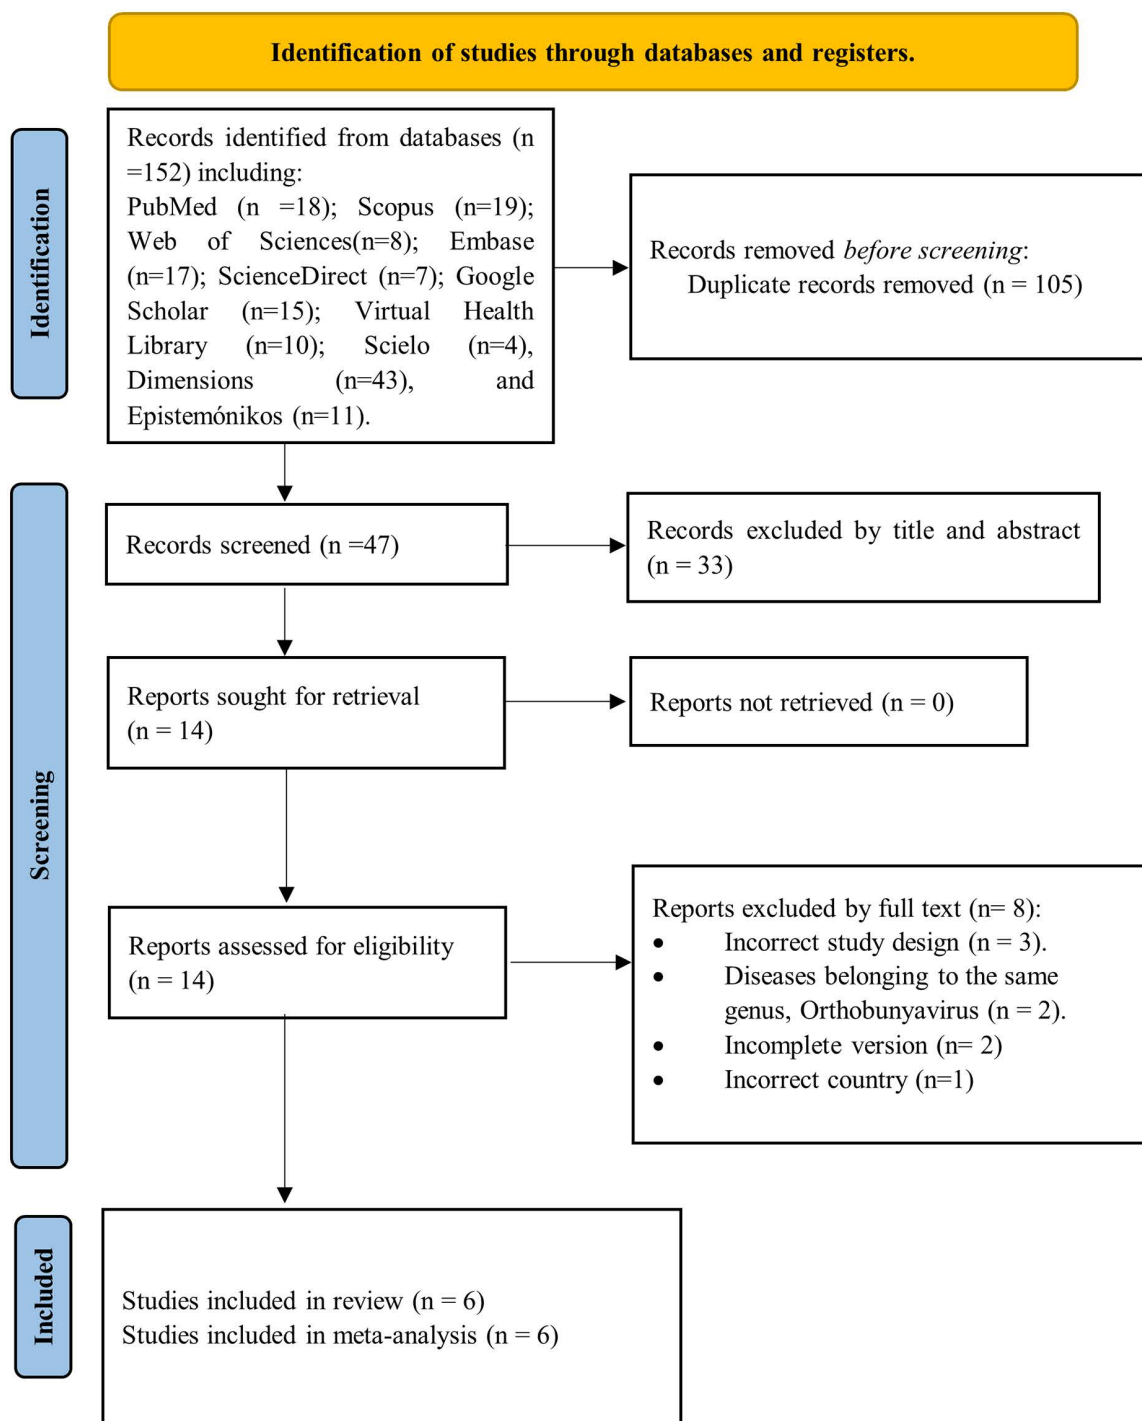 Identification of studies through databases and registers.
Identification
Records identified from databases (n
=152) including:
PubMed (n =18); Scopus (n=19);
Web of Sciences(n=8); Embase
(n=17); ScienceDirect (n=7); Google
Scholar (n=15); Virtual Health
Library (n=10); Scielo (n=4),
Dimensions (n=43), and
Epistemónikos (n=11).
Records removed before screening:
Duplicate records removed (n = 105)
Screening
Records screened (n =47)
Records excluded by title and abstract
(n = 33)
Reports sought for retrieval
(n = 14)
Reports not retrieved (n = 0)
Reports assessed for eligibility
(n = 14)
Reports excluded by full text (n= 8):
• Incorrect study design (n = 3).
• Diseases belonging to the same
genus, Orthobunyavirus (n = 2).
• Incomplete version (n= 2)
• Incorrect country (n=1)
Included
Studies included in review (n = 6)
Studies included in meta-analysis (n = 6)